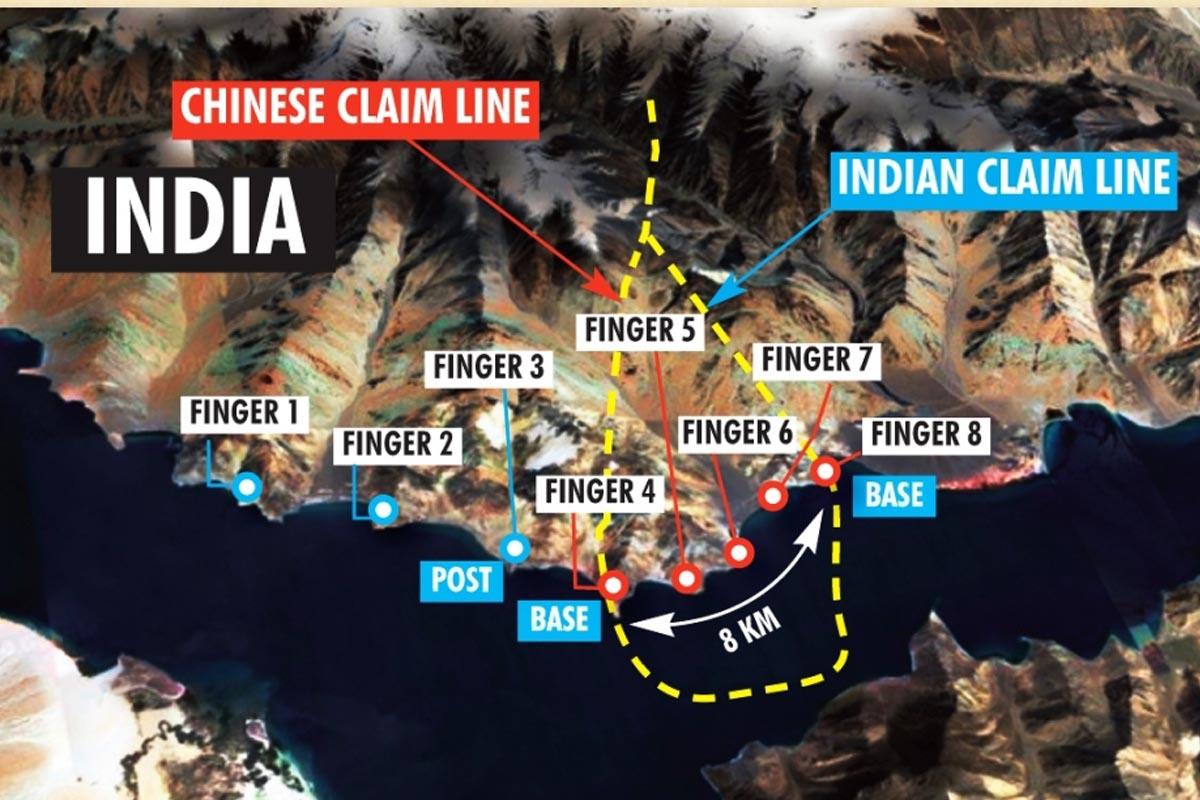 CHINESE CLAIM LINE
INDIAN CLAIM LINE
INDIA
FINGER 5
FINGER 3
FINGER 7
FINGER 1
FINGER 2
FINGER 6
FINGER 8
FINGER 4
BASE
POST
BASE
8 KM